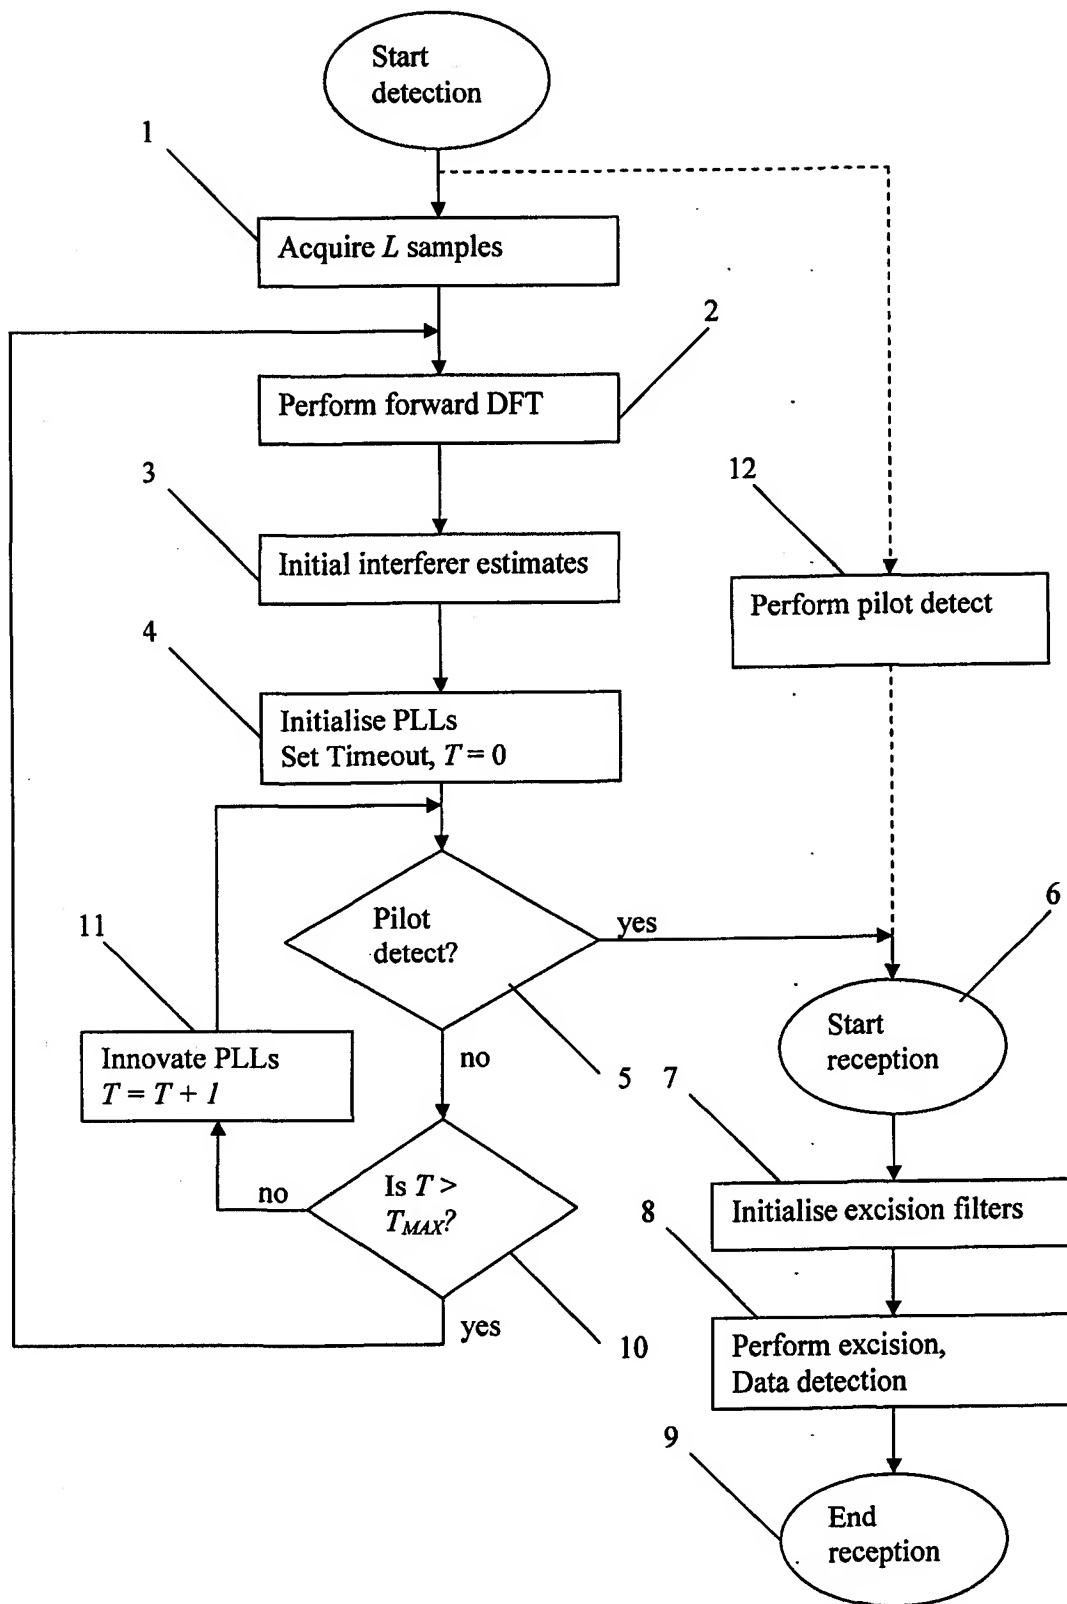 Start
detection
1
Acquire L samples
2
Perform forward DFT
3
Initial interferer estimates
12
Perform pilot detect
4
Initialise PLLs
Set Timeout, T = 0
Pilot
detect?
yes
6
11
Innovate PLLs
T = T + 1
no
5
Start
reception
7
Is T >
TMAX?
no
yes
10
Initialise excision filters
8
Perform excision,
Data detection
9
End
reception